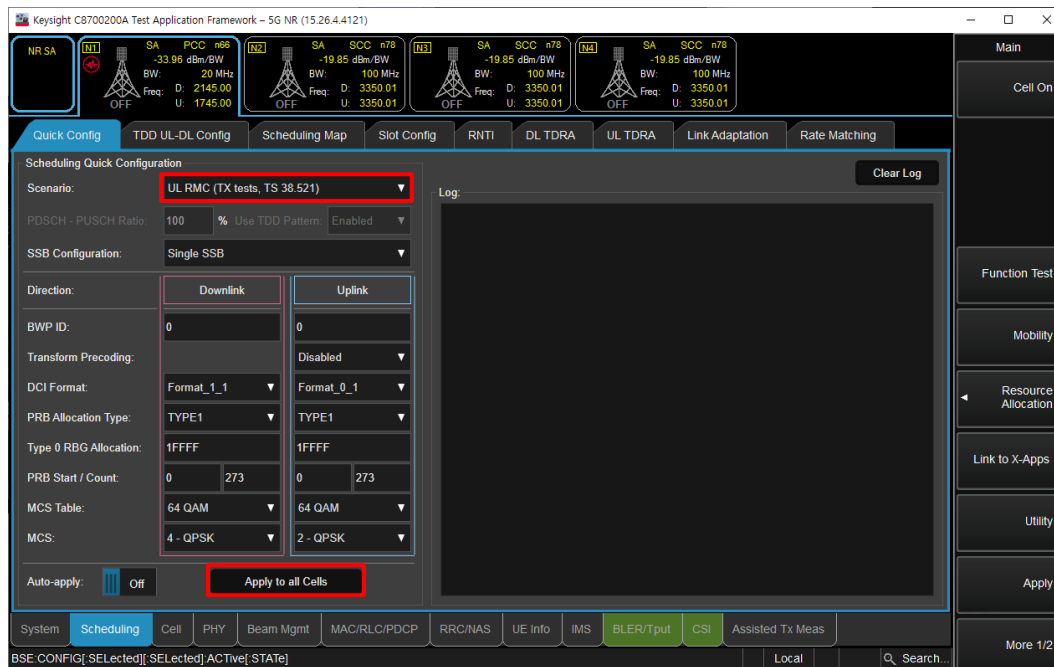 Keysight C8700200A Test Application Framework – 5G NR (15.26.4.4121)
NR SA
N1 SA PCC n66
-33.96 dBm/BW
BW: 20 MHz
Freq: D: 2145.00
U: 1745.00
OFF
N2 SA SCC n78
-19.85 dBm/BW
BW: 100 MHz
Freq: D: 3350.01
U: 3350.01
OFF
N3 SA SCC n78
-19.85 dBm/BW
BW: 100 MHz
Freq: D: 3350.01
U: 3350.01
OFF
N4 SA SCC n78
-19.85 dBm/BW
BW: 100 MHz
Freq: D: 3350.01
U: 3350.01
OFF
Quick Config TDD UL-DL Config Scheduling Map Slot Config RNTI DL TDRA UL TDRA Link Adaptation Rate Matching
Scheduling Quick Configuration
Scenario: UL RMC (TX tests, TS 38.521)
PDSCH - PUSCH Ratio: 100 % Use TDD Pattern: Enabled
SSB Configuration: Single SSB
Direction: Downlink Uplink
BWP ID: 0 0
Transform Precoding: Disabled
DCI Format: Format_1_1 Format_0_1
PRB Allocation Type: TYPE1 TYPE1
Type 0 RBG Allocation: 1FFFF 1FFFF
PRB Start / Count: 0 273 0 273
MCS Table: 64 QAM 64 QAM
MCS: 4 - QPSK 2 - QPSK
Auto-apply: Off Apply to all Cells
Clear Log
Log:
System Scheduling Cell PHY Beam Mgmt MAC/RLC/PDCP RRC/NAS UE Info IMS BLER/Tput CSI Assisted Tx Meas
BSE:CONFIG[:SELected][:SELected]:ACTive[:STATe] Local Search...
Main
Cell On
Function Test
Mobility
Resource
Allocation
Link to X-Apps
Utility
Apply
More 1/2